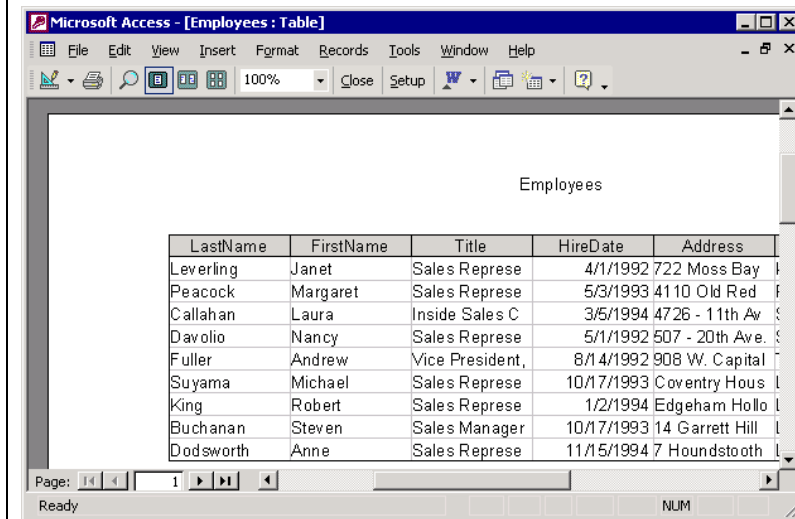 Microsoft Access - [Employees : Table]
File Edit View Insert Format Records Tools Window Help
100% Close Setup W
Employees
LastName FirstName Title HireDate Address
Leverling Janet Sales Represe 4/1/1992 722 Moss Bay
Peacock Margaret Sales Represe 5/3/1993 4110 Old Red
Callahan Laura Inside Sales C 3/5/1994 4726 - 11th Av
Davolio Nancy Sales Represe 5/1/1992 507 - 20th Ave.
Fuller Andrew Vice President, 8/14/1992 908 W. Capital
Suyama Michael Sales Represe 10/17/1993 Coventry Hous
King Robert Sales Represe 1/2/1994 Edgeham Hollo
Buchanan Steven Sales Manager 10/17/1993 14 Garrett Hill
Dodsworth Anne Sales Represe 11/15/1994 7 Houndstooth
Page: 1
Ready NUM